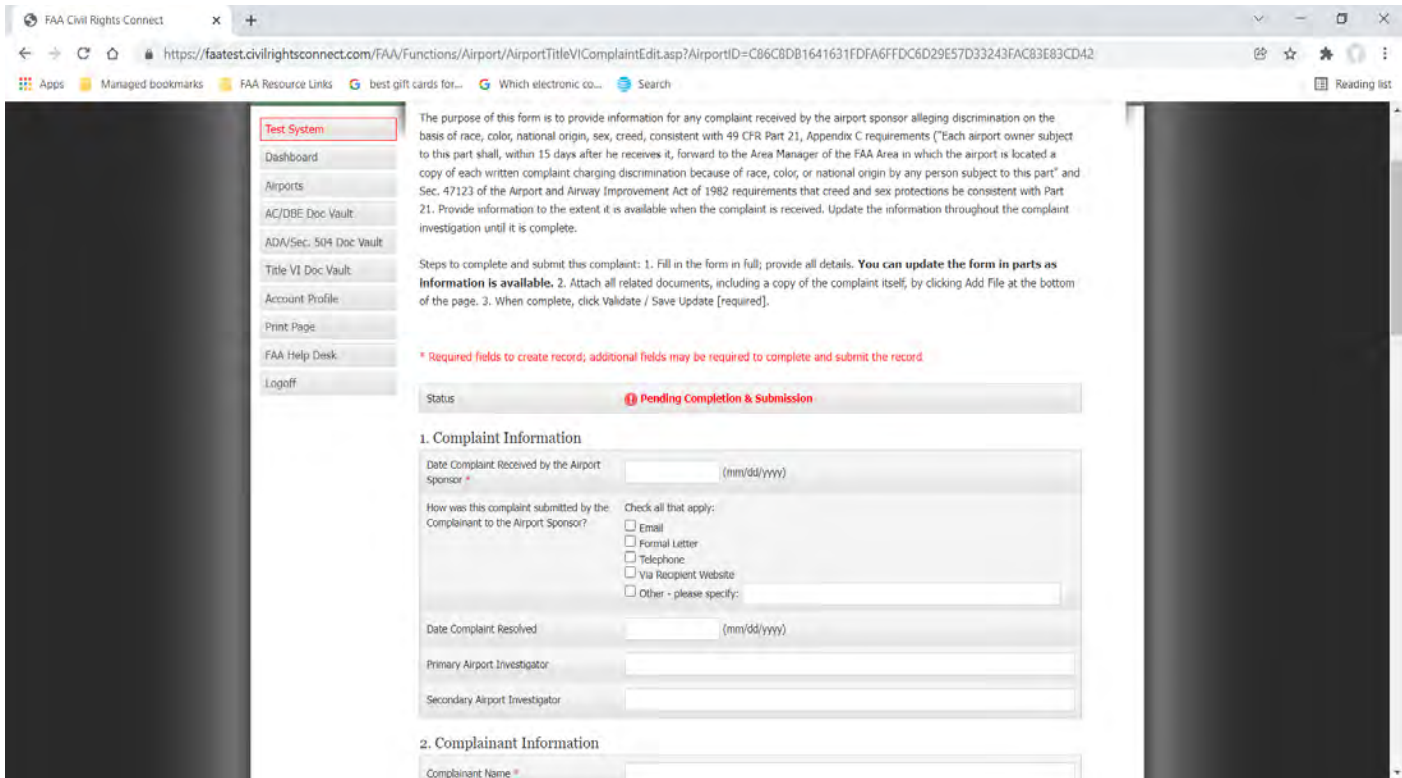 FAA Civil Rights Connect
https://faatest.civilrightsconnect.com/FAA/Functions/Airport/AirportTitleVIComplaintEdit.asp?AirportID=C86C8DB1641631FDFA6FFDC6D29E57D33243FAC83E83CD42
Apps Managed bookmarks FAA Resource Links best gift cards for... Which electronic co... Search Reading list
Test System
Dashboard
Airports
AC/DBE Doc Vault
ADA/Sec. 504 Doc Vault
Title VI Doc Vault
Account Profile
Print Page
FAA Help Desk
Logoff
The purpose of this form is to provide information for any complaint received by the airport sponsor alleging discrimination on the
basis of race, color, national origin, sex, creed, consistent with 49 CFR Part 21, Appendix C requirements ("Each airport owner subject
to this part shall, within 15 days after he receives it, forward to the Area Manager of the FAA Area in which the airport is located a
copy of each written complaint charging discrimination because of race, color, or national origin by any person subject to this part" and
Sec. 47123 of the Airport and Airway Improvement Act of 1982 requirements that creed and sex protections be consistent with Part
21. Provide information to the extent it is available when the complaint is received. Update the information throughout the complaint
investigation until it is complete.
Steps to complete and submit this complaint: 1. Fill in the form in full; provide all details. You can update the form in parts as
information is available. 2. Attach all related documents, including a copy of the complaint itself, by clicking Add File at the bottom
of the page. 3. When complete, click Validate / Save Update [required].
* Required fields to create record; additional fields may be required to complete and submit the record
Status Pending Completion & Submission
1. Complaint Information
Date Complaint Received by the Airport
Sponsor * (mm/dd/yyyy)
How was this complaint submitted by the
Complainant to the Airport Sponsor?
Check all that apply:
Email
Formal Letter
Telephone
Via Recipient Website
Other - please specify:
Date Complaint Resolved (mm/dd/yyyy)
Primary Airport Investigator
Secondary Airport Investigator
2. Complainant Information
Complainant Name *